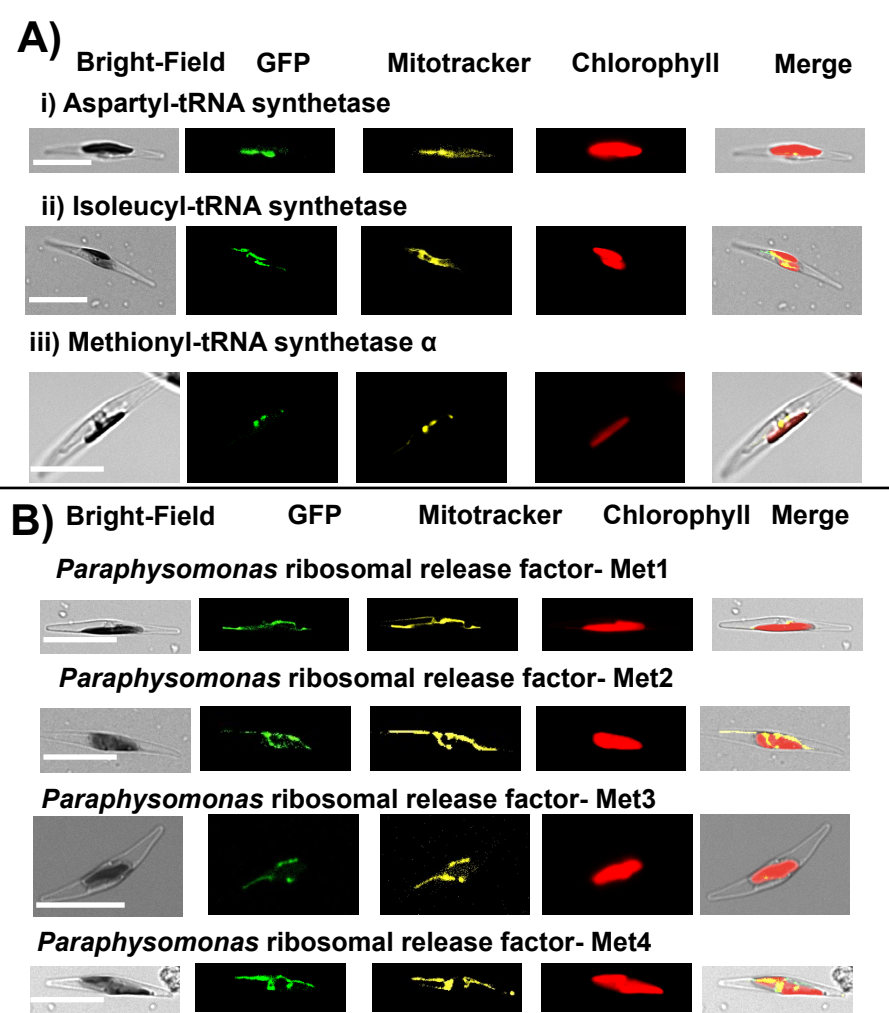 A)
Bright-Field GFP Mitotracker Chlorophyll Merge
i) Aspartyl-tRNA synthetase
ii) Isoleucyl-tRNA synthetase
iii) Methionyl-tRNA synthetase α
B)
Bright-Field GFP Mitotracker Chlorophyll Merge
Paraphysomonas ribosomal release factor- Met1
Paraphysomonas ribosomal release factor- Met2
Paraphysomonas ribosomal release factor- Met3
Paraphysomonas ribosomal release factor- Met4